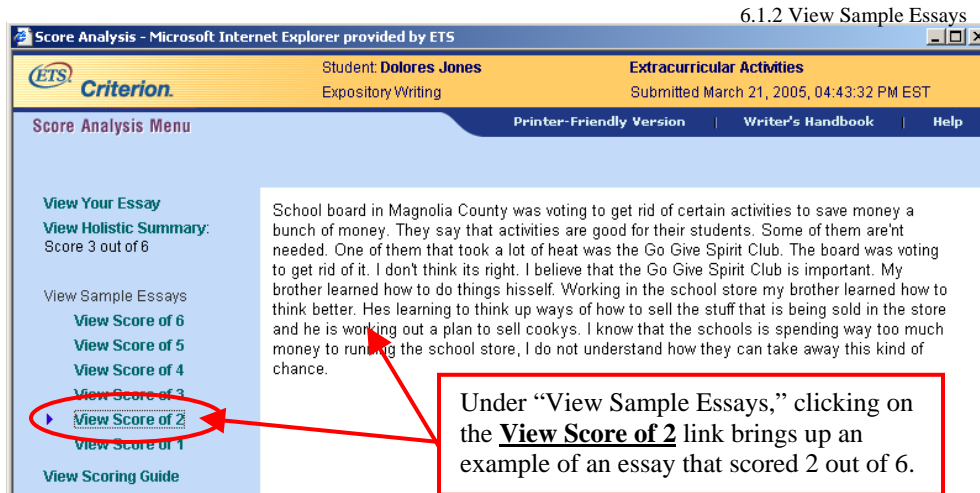 6.1.2 View Sample Essays
Score Analysis - Microsoft Internet Explorer provided by ETS
ETS Criterion.
Student: Dolores Jones
Expository Writing
Extracurricular Activities
Submitted March 21, 2005, 04:43:32 PM EST
Score Analysis Menu
Printer-Friendly Version | Writer's Handbook | Help
View Your Essay
View Holistic Summary:
Score 3 out of 6
View Sample Essays
View Score of 6
View Score of 5
View Score of 4
View Score of 3
View Score of 2
View Score of 1
View Scoring Guide
School board in Magnolia County was voting to get rid of certain activities to save money a
bunch of money. They say that activities are good for their students. Some of them are'nt
needed. One of them that took a lot of heat was the Go Give Spirit Club. The board was voting
to get rid of it. I don't think its right. I believe that the Go Give Spirit Club is important. My
brother learned how to do things hisself. Working in the school store my brother learned how to
think better. Hes learning to think up ways of how to sell the stuff that is being sold in the store
and he is working out a plan to sell cookys. I know that the schools is spending way too much
money to running the school store, I do not understand how they can take away this kind of
chance.
Under “View Sample Essays,” clicking on
the View Score of 2 link brings up an
example of an essay that scored 2 out of 6.